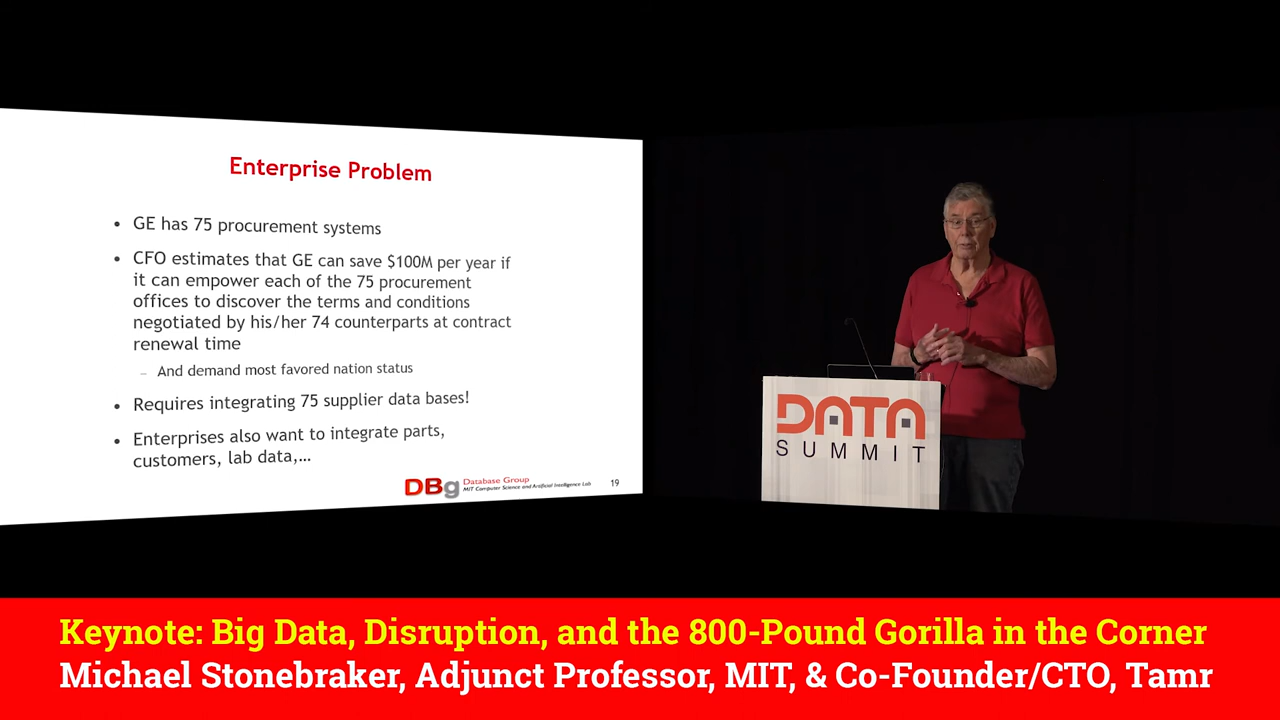 Enterprise Problem
• GE has 75 procurement systems
• CFO estimates that GE can save $100M per year if
it can empower each of the 75 procurement
offices to discover the terms and conditions
negotiated by his/her 74 counterparts at contract
renewal time
– And demand most favored nation status
• Requires integrating 75 supplier data bases!
• Enterprises also want to integrate parts,
customers, lab data,…
DBg Database Group
MIT Computer Science and Artificial Intelligence Lab
19
DATA
SUMMIT
Keynote: Big Data, Disruption, and the 800-Pound Gorilla in the Corner
Michael Stonebraker, Adjunct Professor, MIT, & Co-Founder/CTO, Tamr